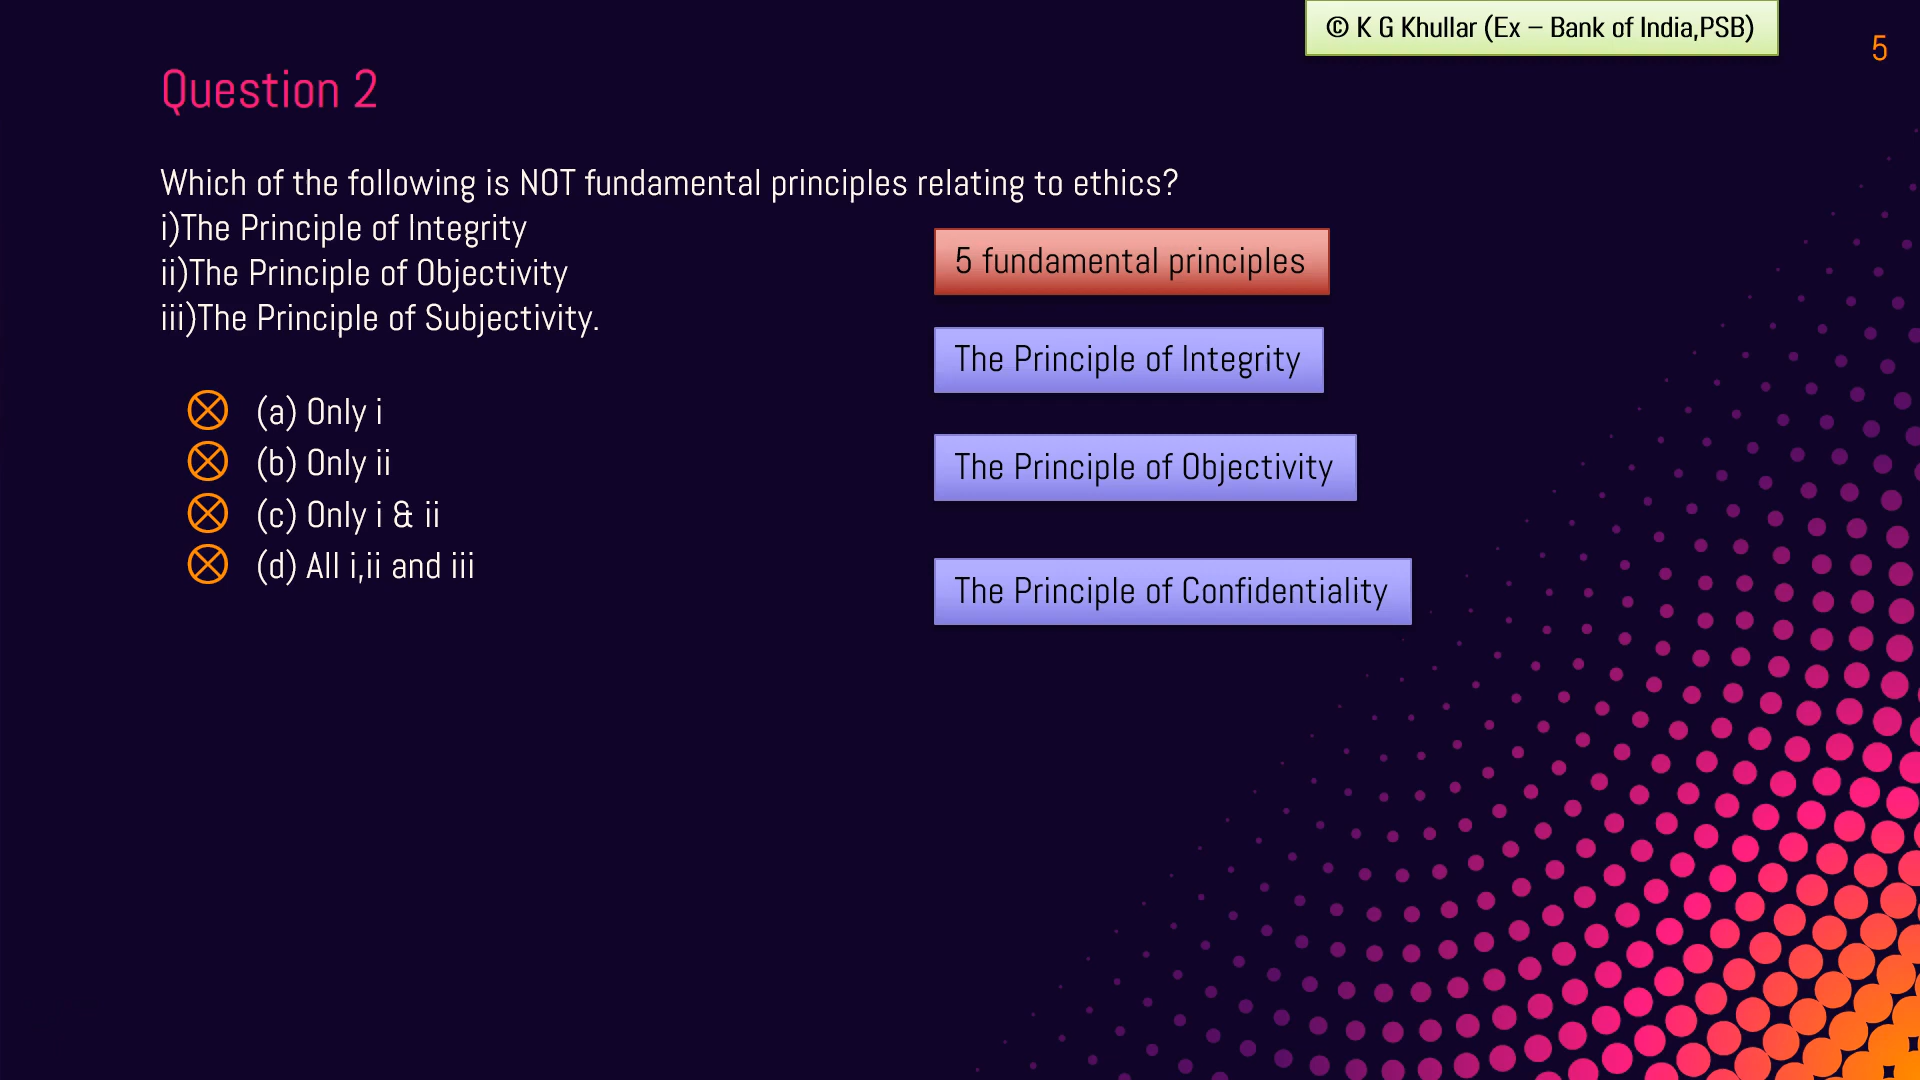 © K G Khullar (Ex – Bank of India,PSB)
5
Question 2
Which of the following is NOT fundamental principles relating to ethics?
i)The Principle of Integrity
ii)The Principle of Objectivity
iii)The Principle of Subjectivity.
(a) Only i
(b) Only ii
(c) Only i & ii
(d) All i,ii and iii
5 fundamental principles
The Principle of Integrity
The Principle of Objectivity
The Principle of Confidentiality